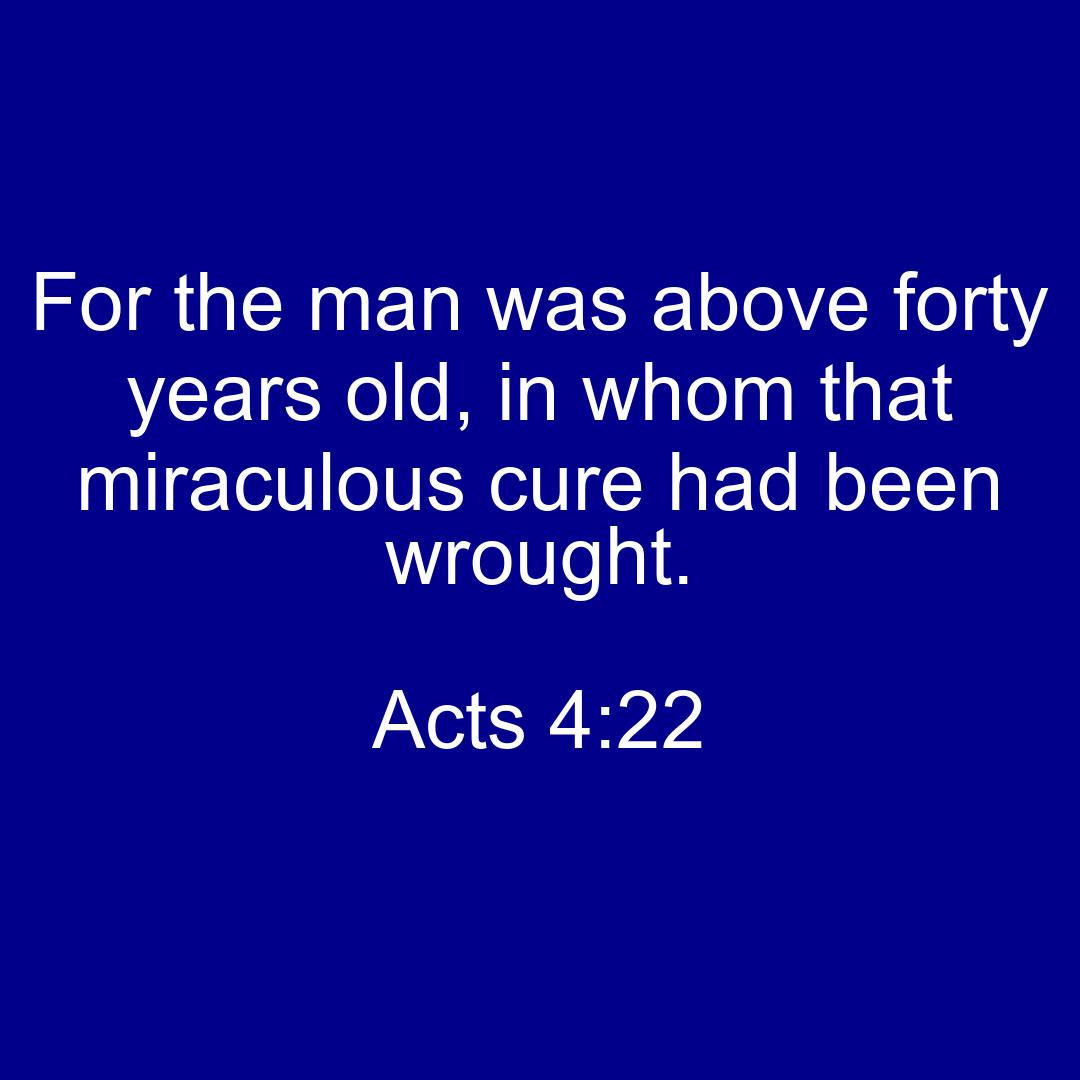 For the man was above forty
years old, in whom that
miraculous cure had been
wrought.
Acts 4:22